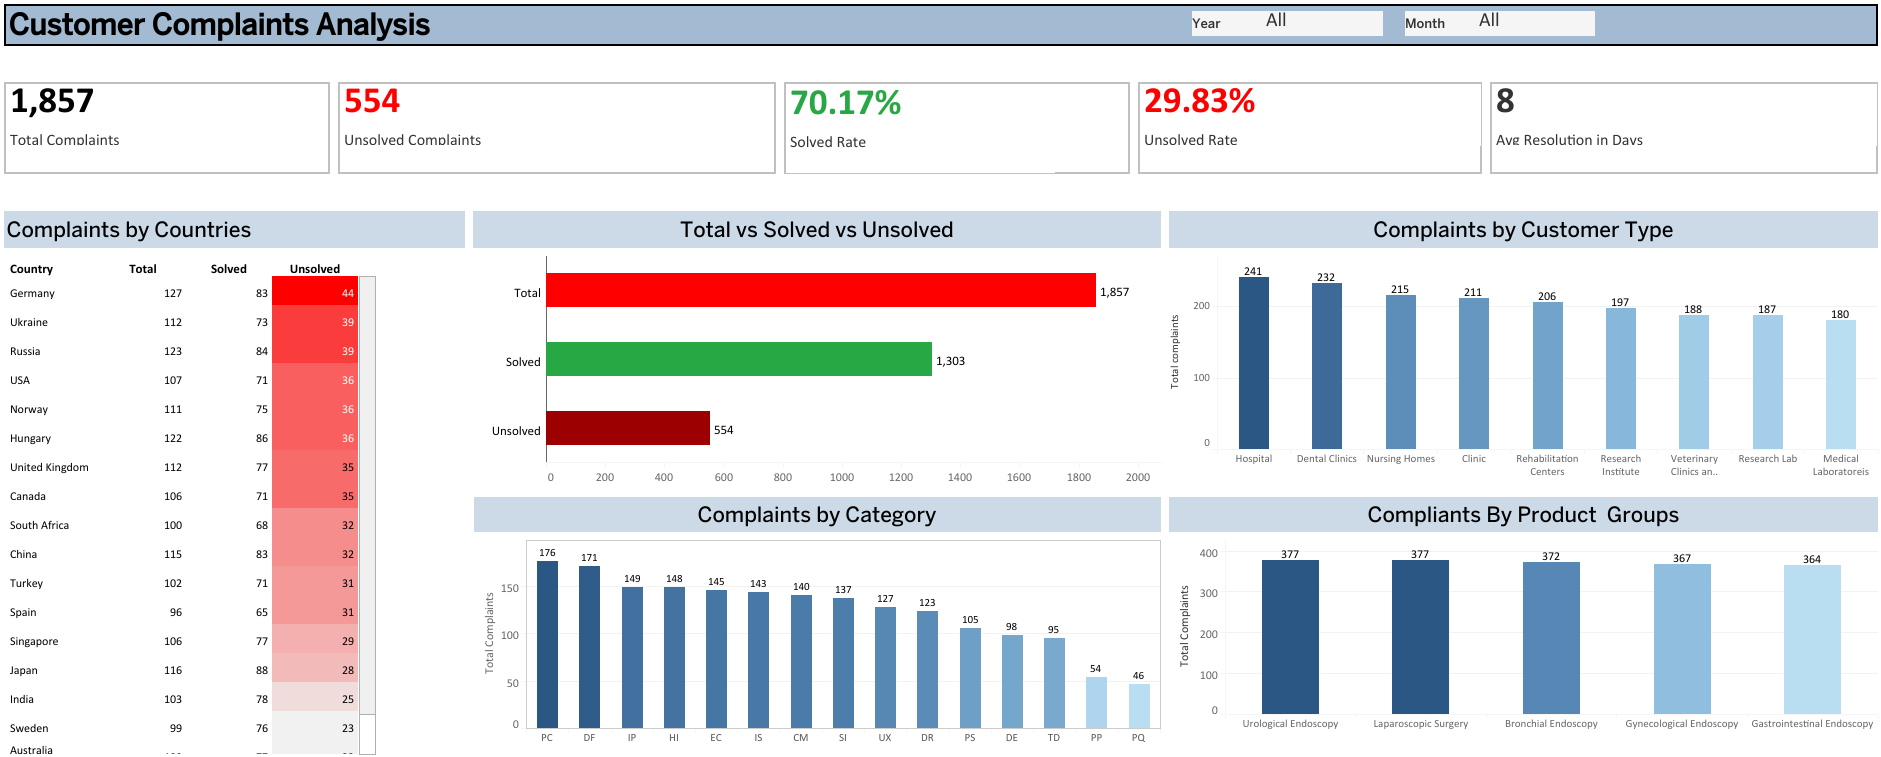 Customer Complaints Analysis
Year All Month All
1,857
Total Complaints
554
Unsolved Complaints
70.17%
Solved Rate
29.83%
Unsolved Rate
8
Avg Resolution in Days
Complaints by Countries
Country Total Solved Unsolved
Germany 127 83 44
Ukraine 112 73 39
Russia 123 84 39
USA 107 71 36
Norway 111 75 36
Hungary 122 86 36
United Kingdom 112 77 35
Canada 106 71 35
South Africa 100 68 32
China 115 83 32
Turkey 102 71 31
Spain 96 65 31
Singapore 106 77 29
Japan 116 88 28
India 103 78 25
Sweden 99 76 23
Australia
Total vs Solved vs Unsolved
Total 1,857
Solved 1,303
Unsolved 554
0 200 400 600 800 1000 1200 1400 1600 1800 2000
Complaints by Customer Type
Total complaints
200
100
0
241 232 215 211 206 197 188 187 180
Hospital Dental Clinics Nursing Homes Clinic Rehabilitation Centers Research Institute Veterinary Clinics an.. Research Lab Medical Laboratoreis
Complaints by Category
Total Complaints
150
100
50
0
176 171 149 148 145 143 140 137 127 123 105 98 95 54 46
PC DF IP HI EC IS CM SI UX DR PS DE TD PP PQ
Compliants By Product Groups
Total Complaints
400
300
200
100
0
377 377 372 367 364
Urological Endoscopy Laparoscopic Surgery Bronchial Endoscopy Gynecological Endoscopy Gastrointestinal Endoscopy